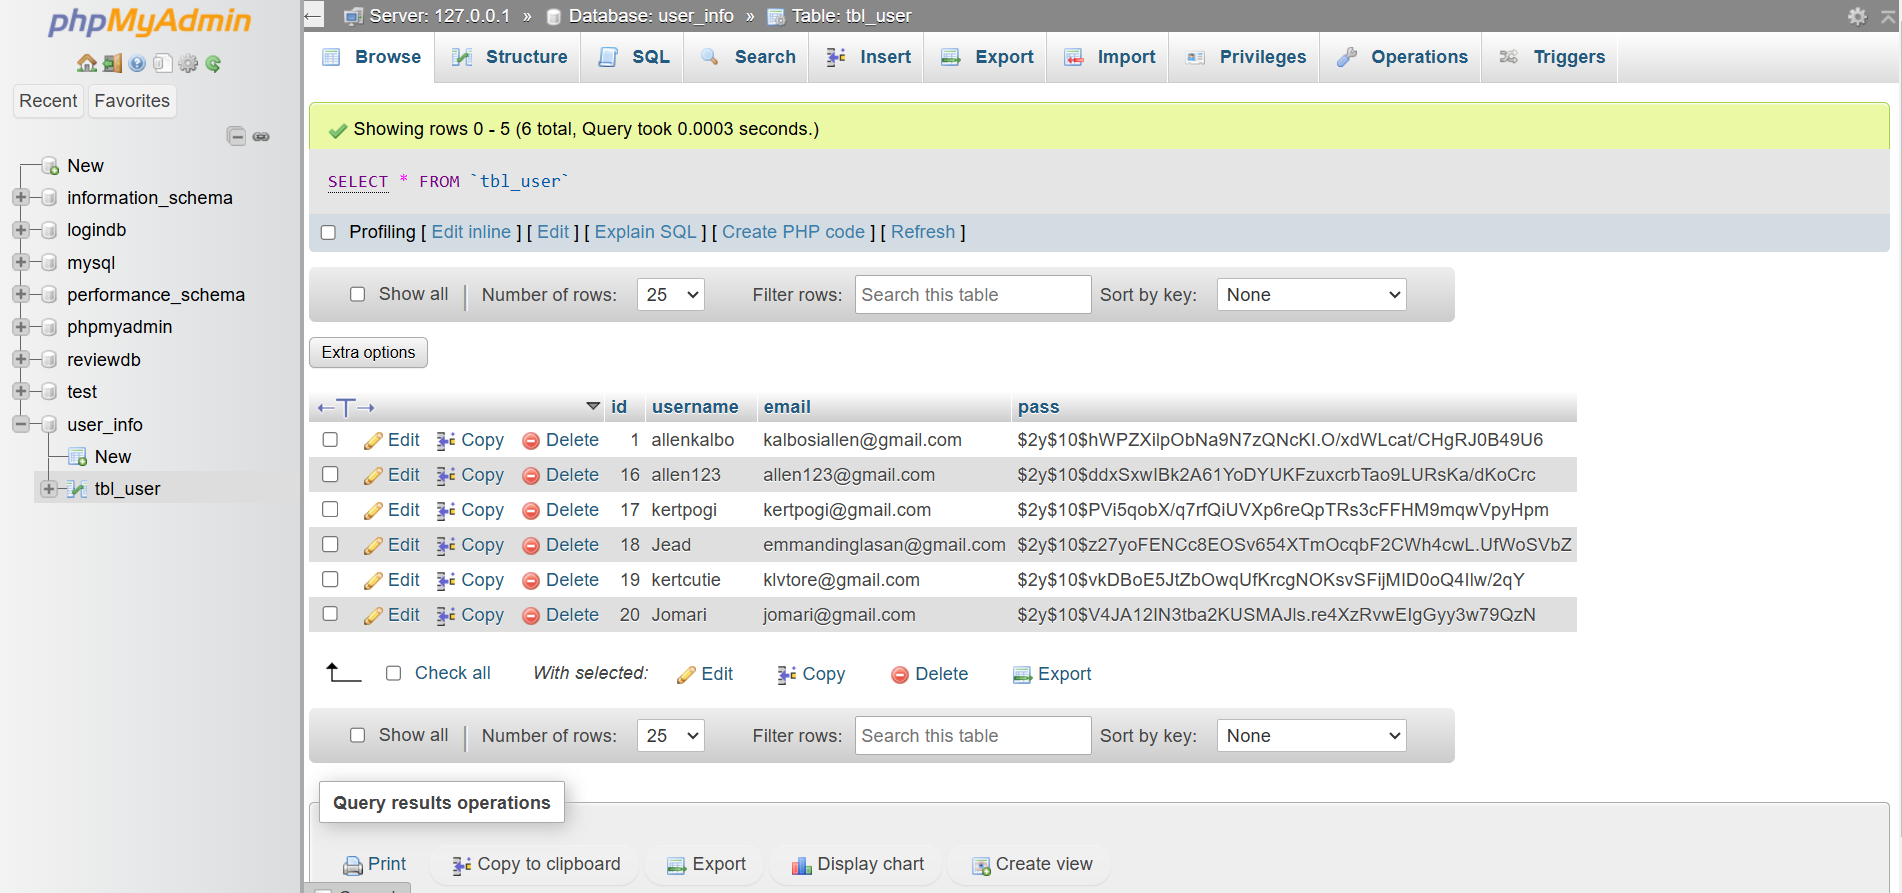 phpMyAdmin
Recent Favorites
New
information_schema
logindb
mysql
performance_schema
phpmyadmin
reviewdb
test
user_info
New
tbl_user
Server: 127.0.0.1 » Database: user_info » Table: tbl_user
Browse Structure SQL Search Insert Export Import Privileges Operations Triggers
Showing rows 0 - 5 (6 total, Query took 0.0003 seconds.)
SELECT * FROM `tbl_user`
Profiling [ Edit inline ] [ Edit ] [ Explain SQL ] [ Create PHP code ] [ Refresh ]
Show all Number of rows: 25 Filter rows: Search this table Sort by key: None
Extra options
←T→ id username email pass
Edit Copy Delete 1 allenkalbo kalbosiallen@gmail.com $2y$10$hWPZXilpObNa9N7zQNcKI.O/xdWLcat/CHgRJ0B49U6
Edit Copy Delete 16 allen123 allen123@gmail.com $2y$10$ddxSxwIBk2A61YoDYUKFzuxcrbTao9LURsKa/dKoCrc
Edit Copy Delete 17 kertpogi kertpogi@gmail.com $2y$10$PVi5qobX/q7rfQiUVXp6reQpTRs3cFFHM9mqwVpyHpm
Edit Copy Delete 18 Jead emmandinglasan@gmail.com $2y$10$z27yoFENCc8EOSv654XTmOcqbF2CWh4cwL.UfWoSVbZ
Edit Copy Delete 19 kertcutie klvtore@gmail.com $2y$10$vkDBoE5JtZbOwqUfKrcgNOKsvSFijMID0oQ4Ilw/2qY
Edit Copy Delete 20 Jomari jomari@gmail.com $2y$10$V4JA12IN3tba2KUSMAJls.re4XzRvwEIgGyy3w79QzN
Check all With selected: Edit Copy Delete Export
Show all Number of rows: 25 Filter rows: Search this table Sort by key: None
Query results operations
Print Copy to clipboard Export Display chart Create view